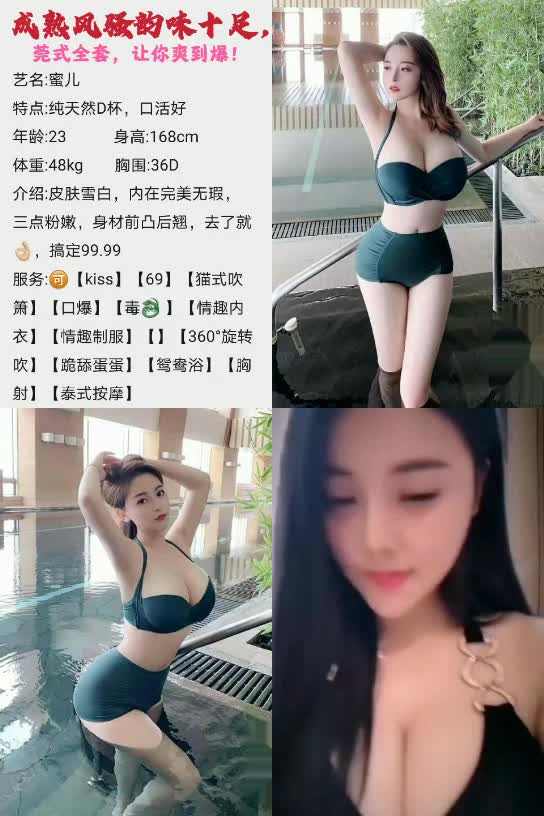 成熟风骚韵味十足,
莞式全套，让你爽到爆！
艺名:蜜儿
特点:纯天然D杯，口活好
年龄:23 身高:168cm
体重:48kg 胸围:36D
介绍:皮肤雪白，内在完美无瑕，
三点粉嫩，身材前凸后翘，去了就
👌🏻，搞定99.99
服务:🉑【kiss】【69】【猫式吹
箫】【口爆】【毒🐲】【情趣内
衣】【情趣制服】【】【360°旋转
吹】【跪舔蛋蛋】【鸳鸯浴】【胸
射】【泰式按摩】